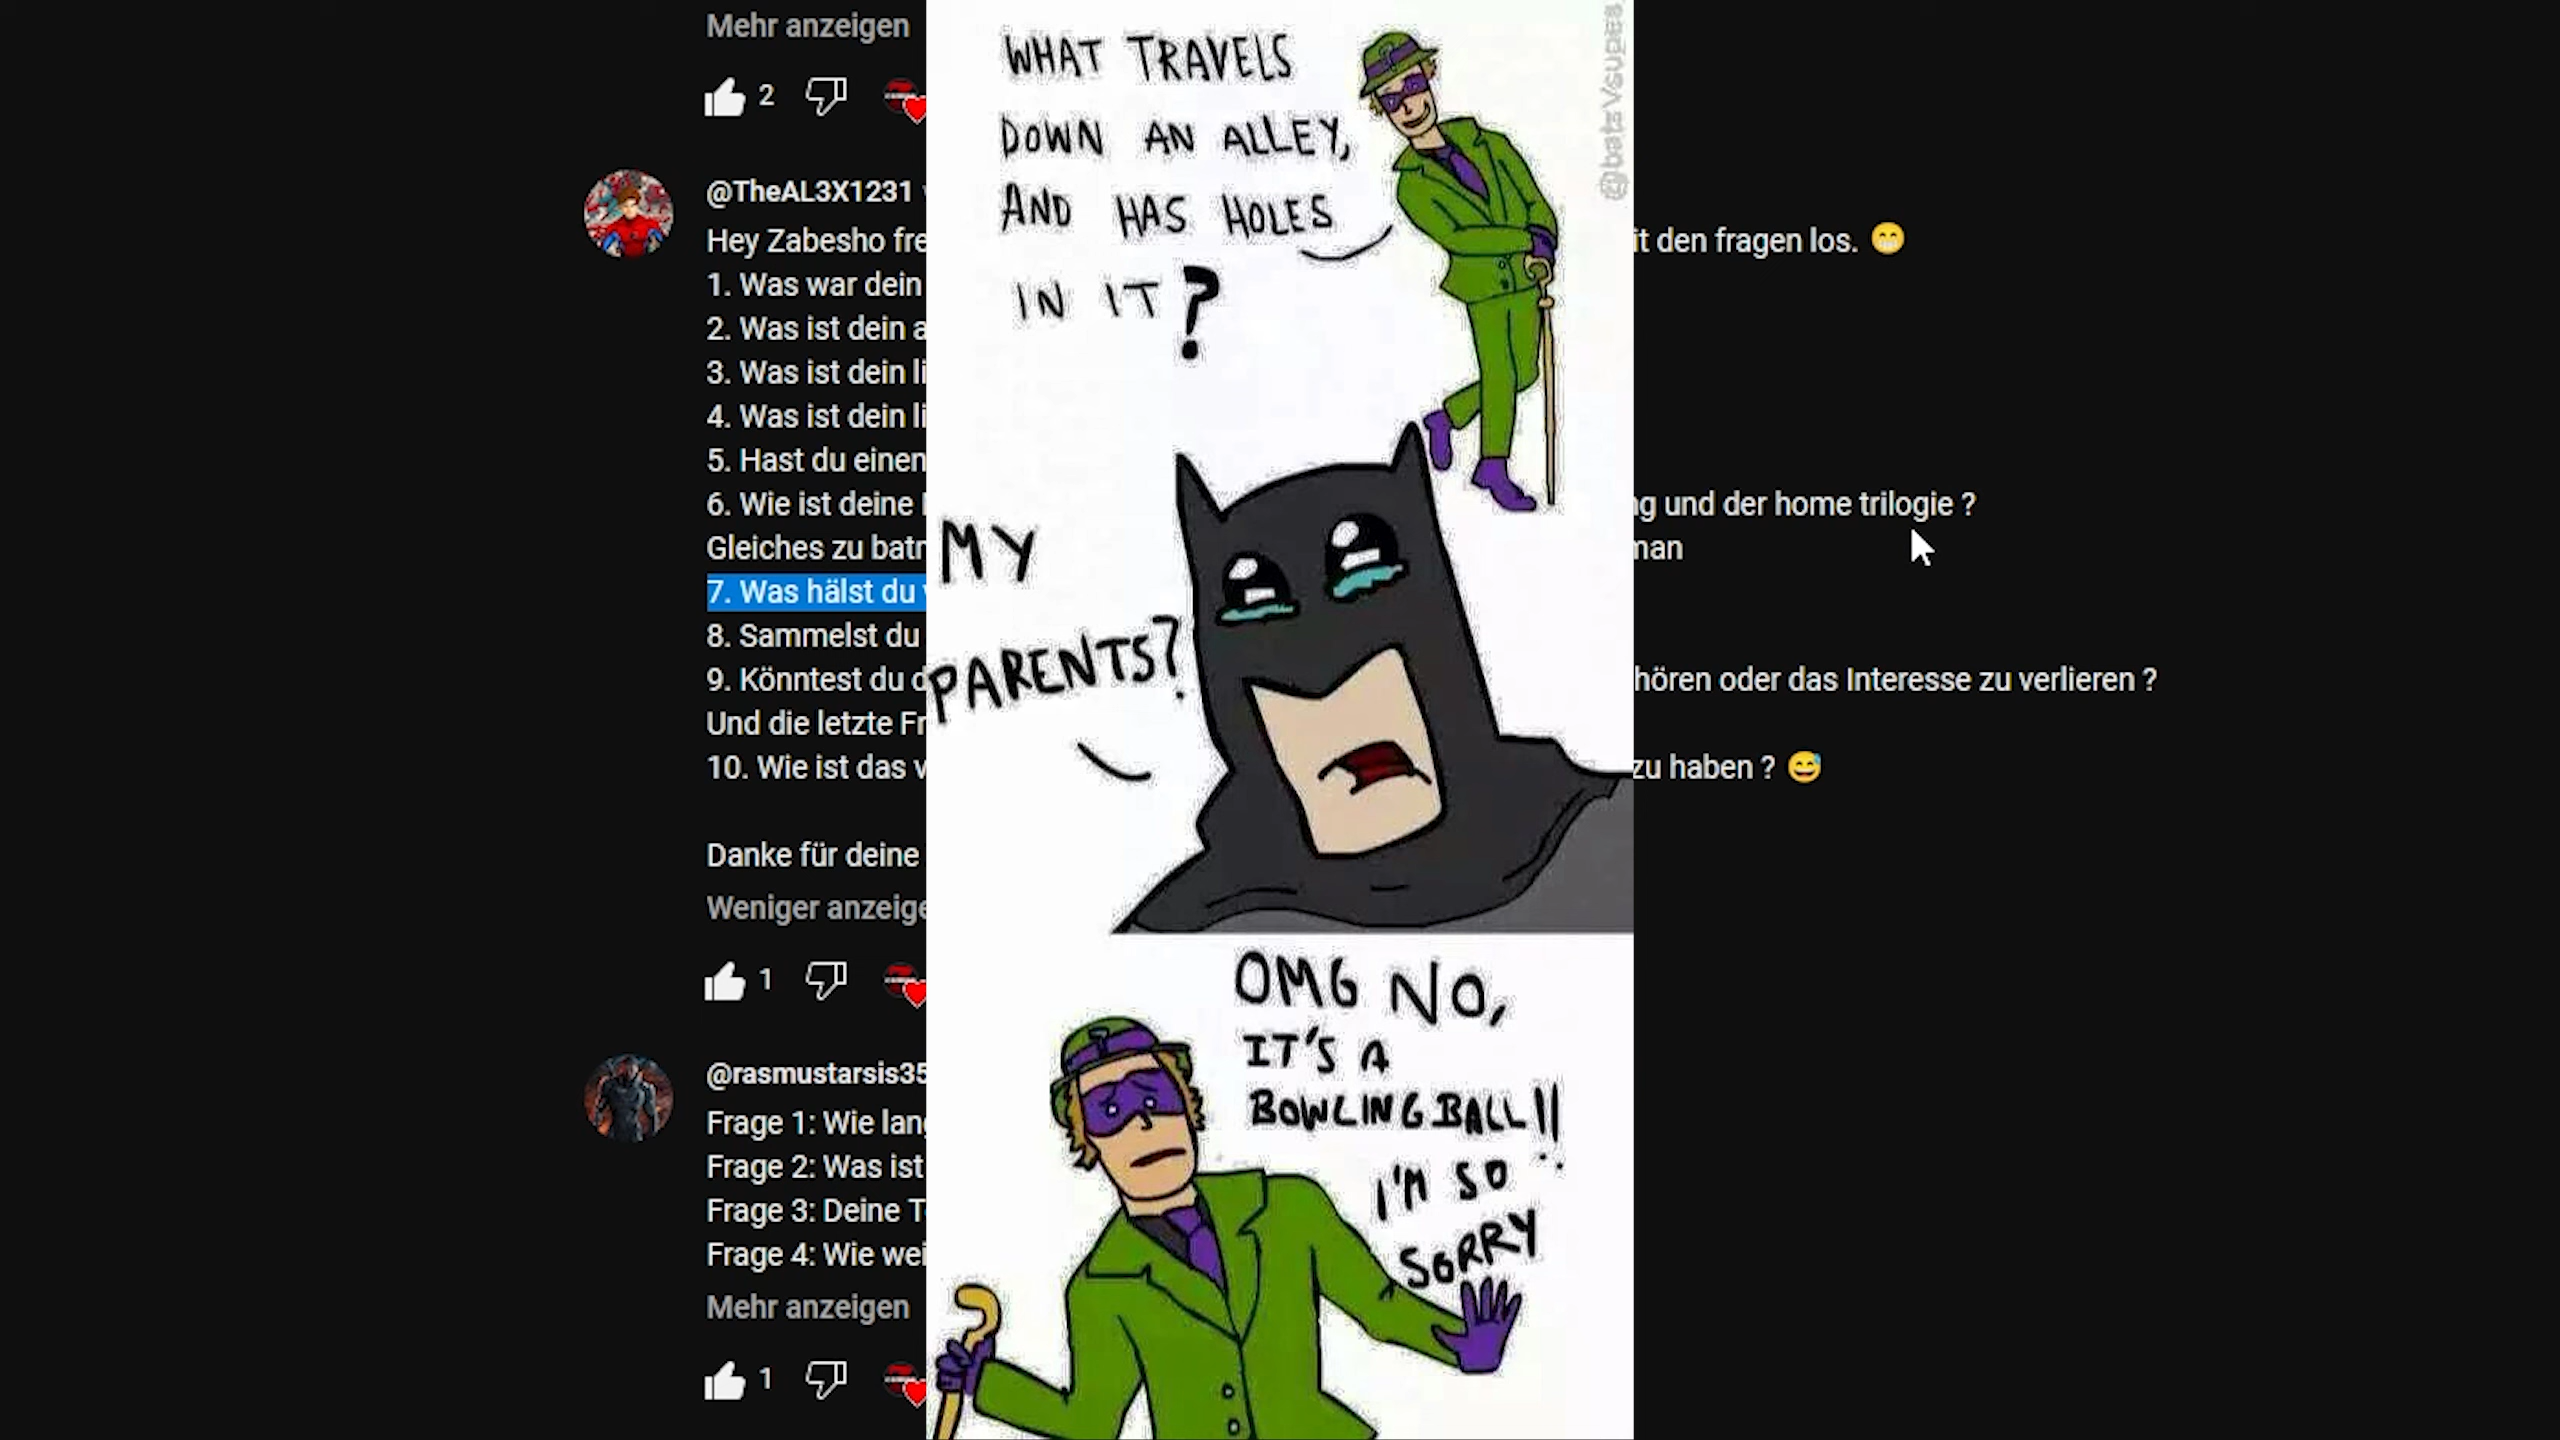 Mehr anzeigen
2
@TheAL3X1231
Hey Zabesho fre
it den fragen los. 😁
1. Was war dein
2. Was ist dein a
3. Was ist dein li
4. Was ist dein li
5. Hast du einen
6. Wie ist deine
ng und der home trilogie ?
Gleiches zu batm
man
7. Was hälst du v
8. Sammelst du
9. Könntest du d
hören oder das Interesse zu verlieren ?
Und die letzte Fr
10. Wie ist das v
zu haben ? 😅
Danke für deine
Weniger anzeige
1
@rasmustarsis35
Frage 1: Wie lang
Frage 2: Was ist
Frage 3: Deine T
Frage 4: Wie wei
Mehr anzeigen
1
WHAT TRAVELS
DOWN AN ALLEY,
AND HAS HOLES
IN IT?
@batzVsupes
MY
PARENTS?
OMG NO,
IT'S A
BOWLING BALL!!
I'M SO
SORRY